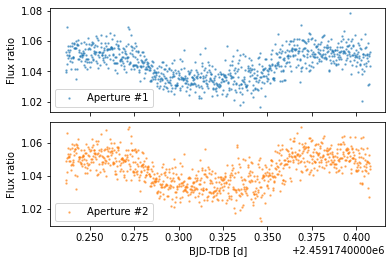 1.08
1.06
1.04
1.02
Flux ratio
Aperture #1
1.06
1.04
1.02
Flux ratio
Aperture #2
0.250 0.275 0.300 0.325 0.350 0.375 0.400
BJD-TDB [d]
+2.4591740000e6